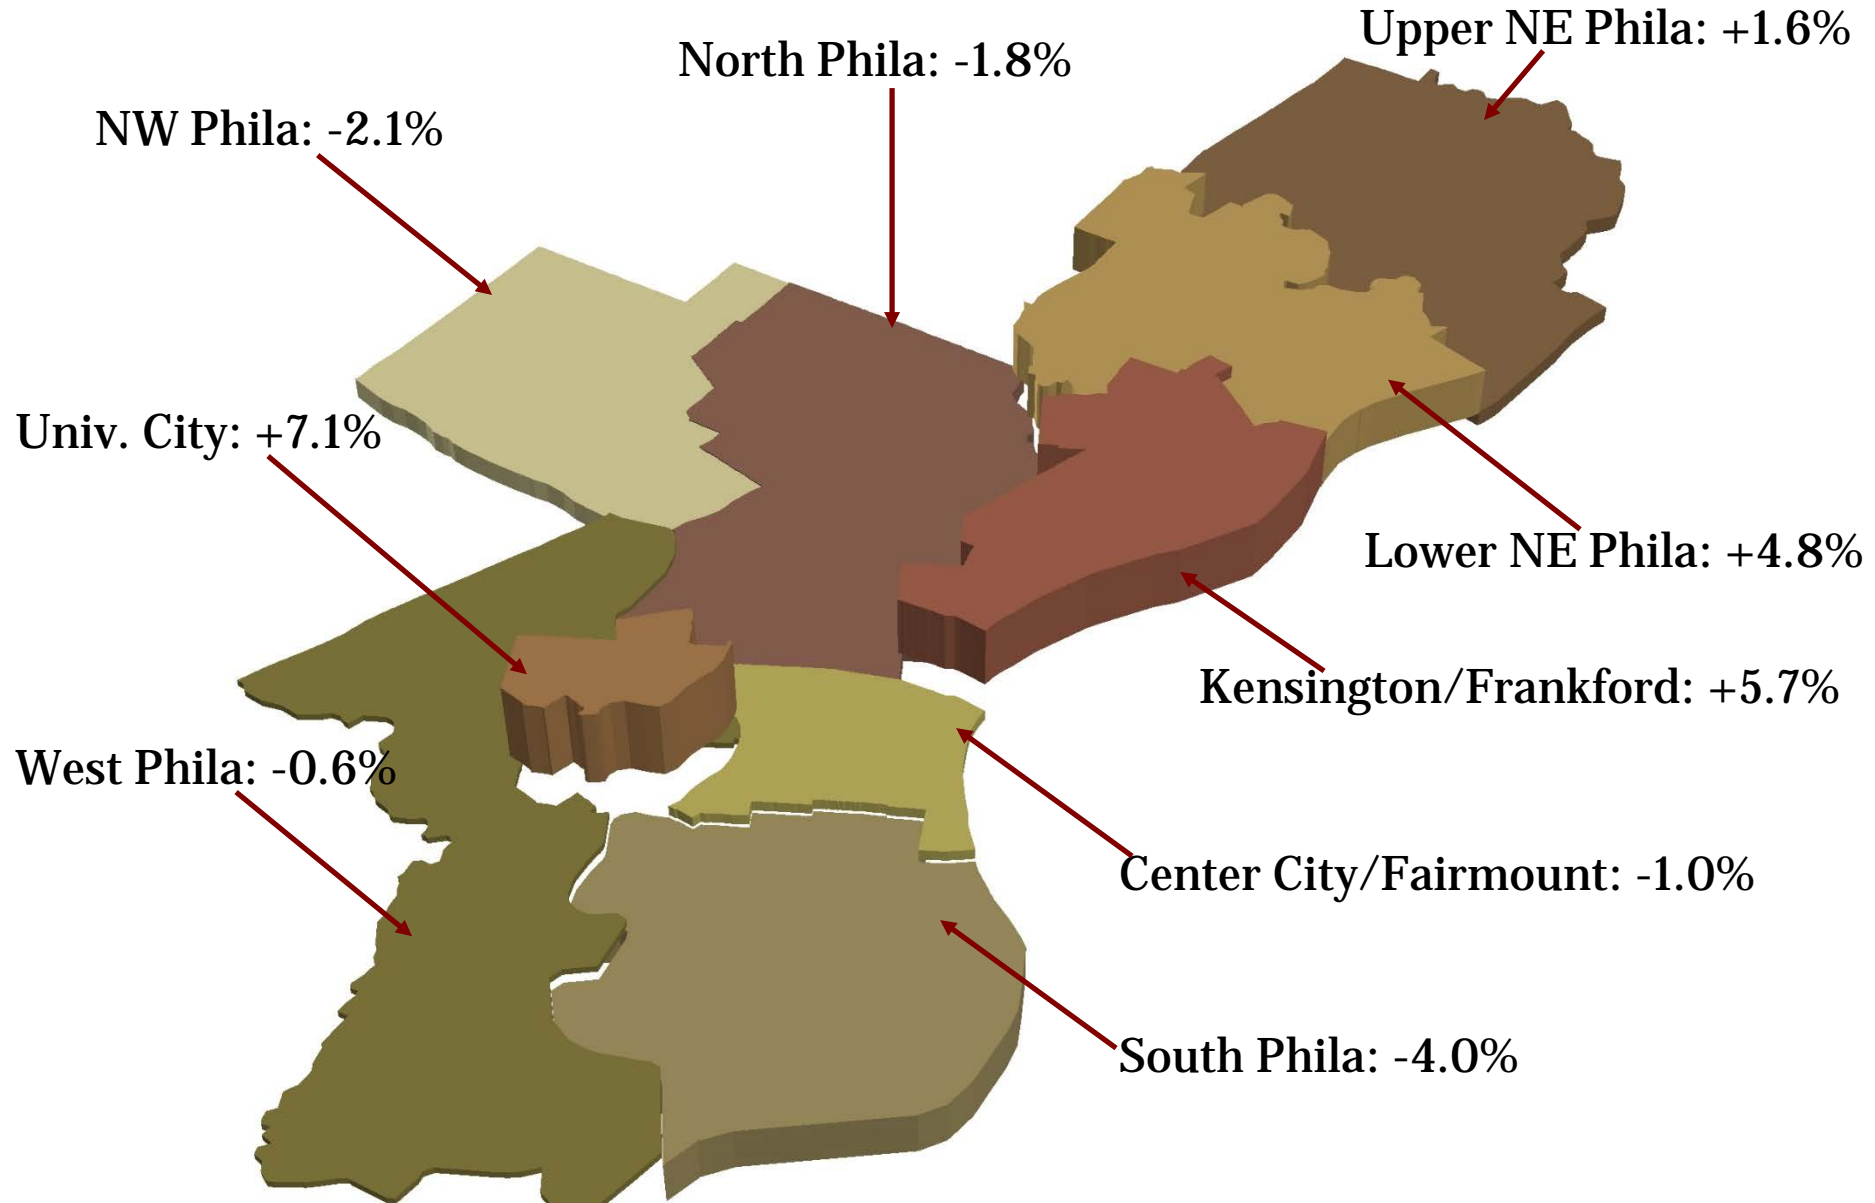 Upper NE Phila: +1.6%
North Phila: -1.8%
NW Phila: -2.1%
Univ. City: +7.1%
Lower NE Phila: +4.8%
Kensington/Frankford: +5.7%
West Phila: -0.6%
Center City/Fairmount: -1.0%
South Phila: -4.0%